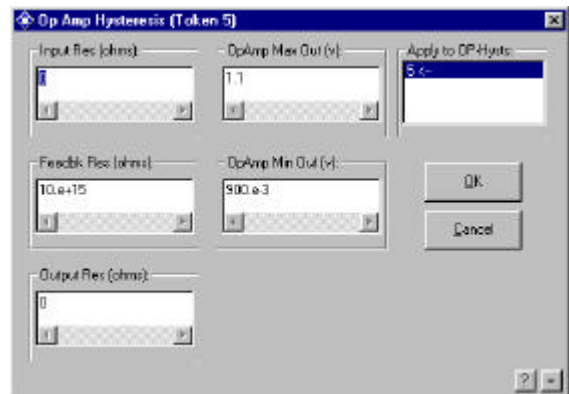 Op Amp Hysteresis (Token 5)
Input Res (ohms):
0
OpAmp Max Out (v):
1.1
Apply to OP-Hysts:
5 <--
Feedbk Res (ohms):
10.e+15
OpAmp Min Out (v):
900.e-3
OK
Cancel
Output Res (ohms):
0
?